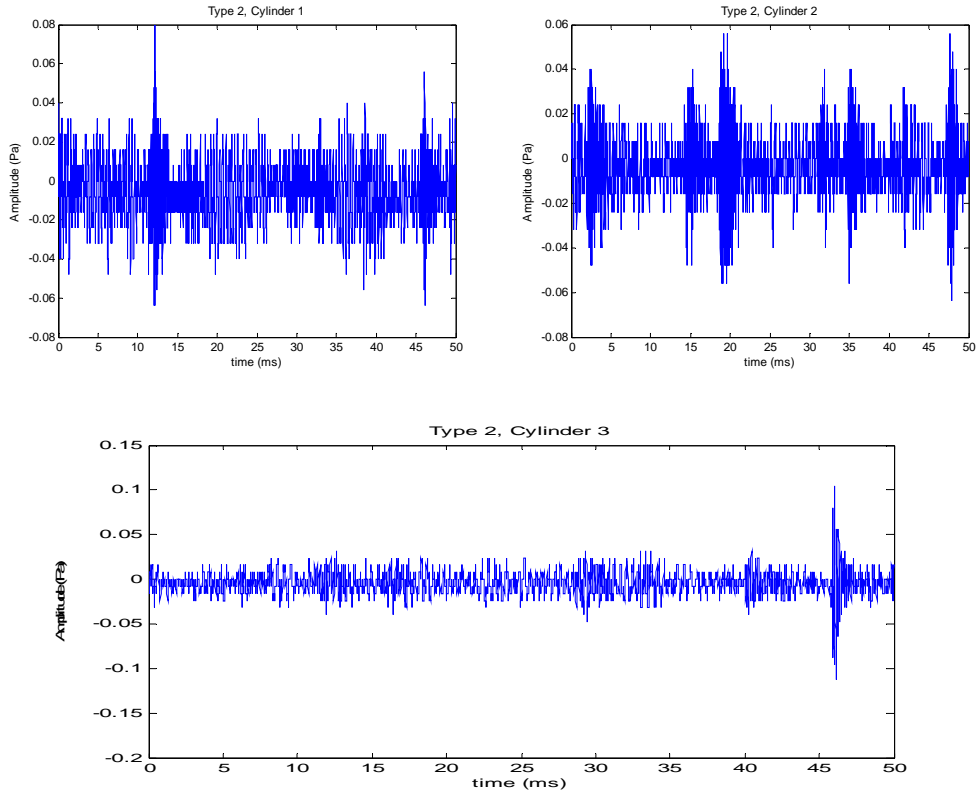 Type 2, Cylinder 1
0.08
0.06
0.04
0.02
0
-0.02
-0.04
-0.06
-0.08
Amplitude (Pa)
0 5 10 15 20 25 30 35 40 45 50
time (ms)
Type 2, Cylinder 2
0.06
0.04
0.02
0
-0.02
-0.04
-0.06
-0.08
Amplitude (Pa)
0 5 10 15 20 25 30 35 40 45 50
time (ms)
Type 2, Cylinder 3
0.15
0.1
0.05
0
-0.05
-0.1
-0.15
-0.2
Amplitude (Pa)
0 5 10 15 20 25 30 35 40 45 50
time (ms)